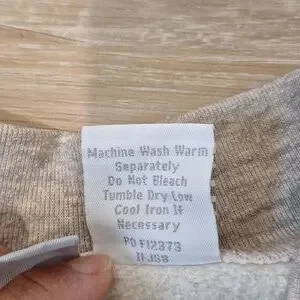 Machine Wash Warm
Separately
Do Not Bleach
Tumble Dry Low
Cool Iron If
Necessary
PO F12373